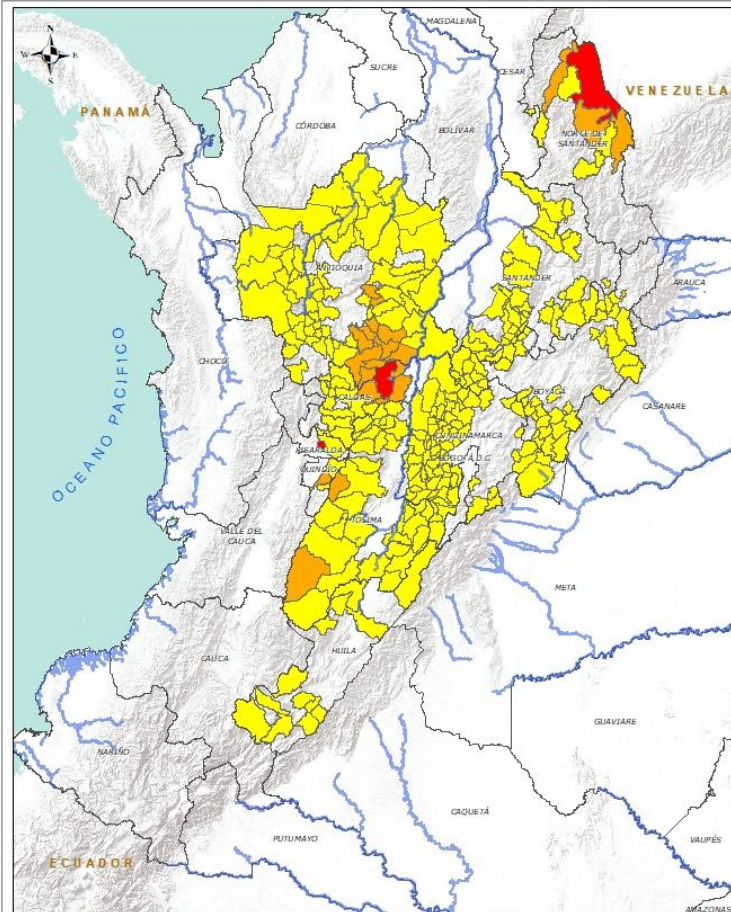 MAGDALENA
N
W E
S
SUCRE
CESAR
PANAMÁ
VENEZUELA
CÓRDOBA
BOLÍVAR
NORTE DE
SANTANDER
ANTIOQUIA
SANTANDER
ARAUCA
CHOCÓ
OCEANO PACIFICO
CALDAS
BOYACÁ
CASANARE
CUNDINAMARCA
RISARALDA
BOGOTÁ D.C.
QUINDIO
TOLIMA
VALLE DEL
CAUCA
META
HUILA
CAUCA
GUAVIARE
NARIÑO
CAQUETÁ
PUTUMAYO
VAUPÉS
ECUADOR
AMAZONAS